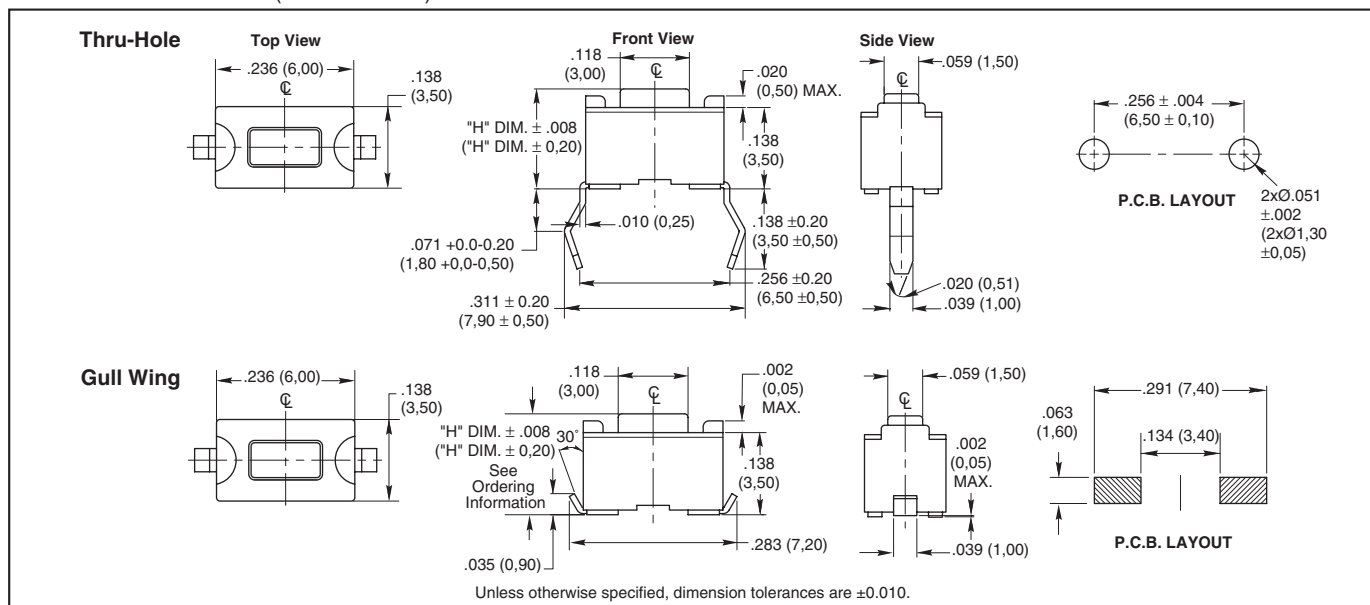 Thru-Hole
Top View
Front View
Side View
.236 (6,00)
℄
.138
(3,50)
.118
(3,00)
℄
.020
(0,50) MAX.
"H" DIM. ± .008
("H" DIM. ± 0,20)
.138
(3,50)
.010 (0,25)
.071 +0.0-0.20
(1,80 +0,0-0,50)
.138 ±0.20
(3,50 ±0,50)
.256 ±0.20
(6,50 ±0,50)
.311 ± 0.20
(7,90 ± 0,50)
.059 (1,50)
℄
.020 (0,51)
.039 (1,00)
.256 ± .004
(6,50 ± 0,10)
P.C.B. LAYOUT
2xØ.051
±.002
(2xØ1,30
±0,05)
Gull Wing
.236 (6,00)
℄
.138
(3,50)
.118
(3,00)
℄
.002
(0,05)
MAX.
"H" DIM. ± .008
("H" DIM. ± 0,20)
30°
See
Ordering
Information
.138
(3,50)
.035 (0,90)
.283 (7,20)
.059 (1,50)
℄
.002
(0,05)
MAX.
.039 (1,00)
.291 (7,40)
.063
(1,60)
.134 (3,40)
P.C.B. LAYOUT
Unless otherwise specified, dimension tolerances are ±0.010.